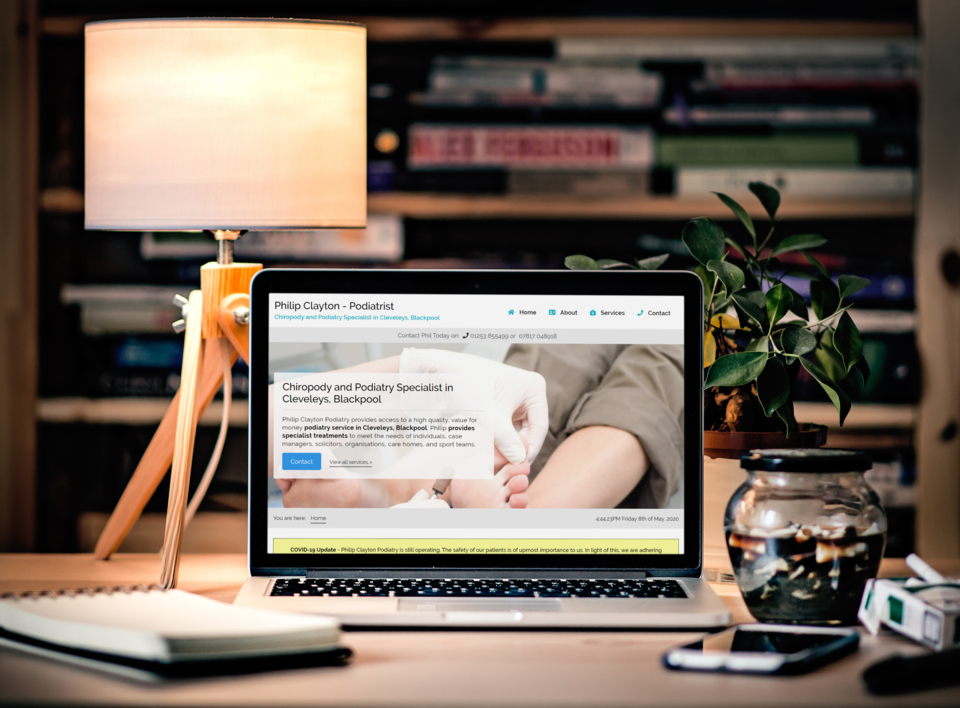 ALICE FERGUSON
Philip Clayton - Podiatrist
Chiropody and Podiatry Specialist in Cleveleys, Blackpool
Home About Services Contact
Contact Phil Today on: 01253 855499 or 07817 048908
Chiropody and Podiatry Specialist in
Cleveleys, Blackpool
Philip Clayton Podiatry provides access to a high quality, value for
money podiatry service in Cleveleys, Blackpool. Philip provides
specialist treatments to meet the needs of individuals, case
managers, solicitors, organisations, care homes, and sport teams.
Contact View all services >
You are here: Home
4:44:23PM Friday 8th of May, 2020
COVID-19 Update - Philip Clayton Podiatry is still operating. The safety of our patients is of upmost importance to us, in light of this, we are adhering